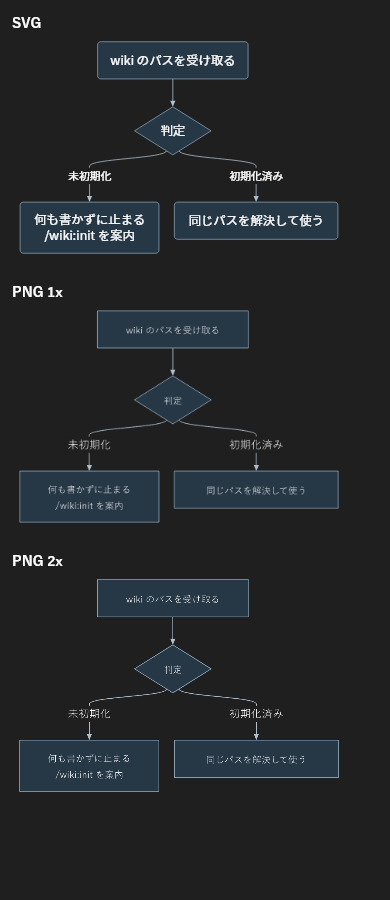 SVG
wiki のパスを受け取る
判定
未初期化
初期化済み
何も書かずに止まる
/wiki:init を案内
同じパスを解決して使う
PNG 1x
wiki のパスを受け取る
判定
未初期化
初期化済み
何も書かずに止まる
/wiki:init を案内
同じパスを解決して使う
PNG 2x
wiki のパスを受け取る
判定
未初期化
初期化済み
何も書かずに止まる
/wiki:init を案内
同じパスを解決して使う